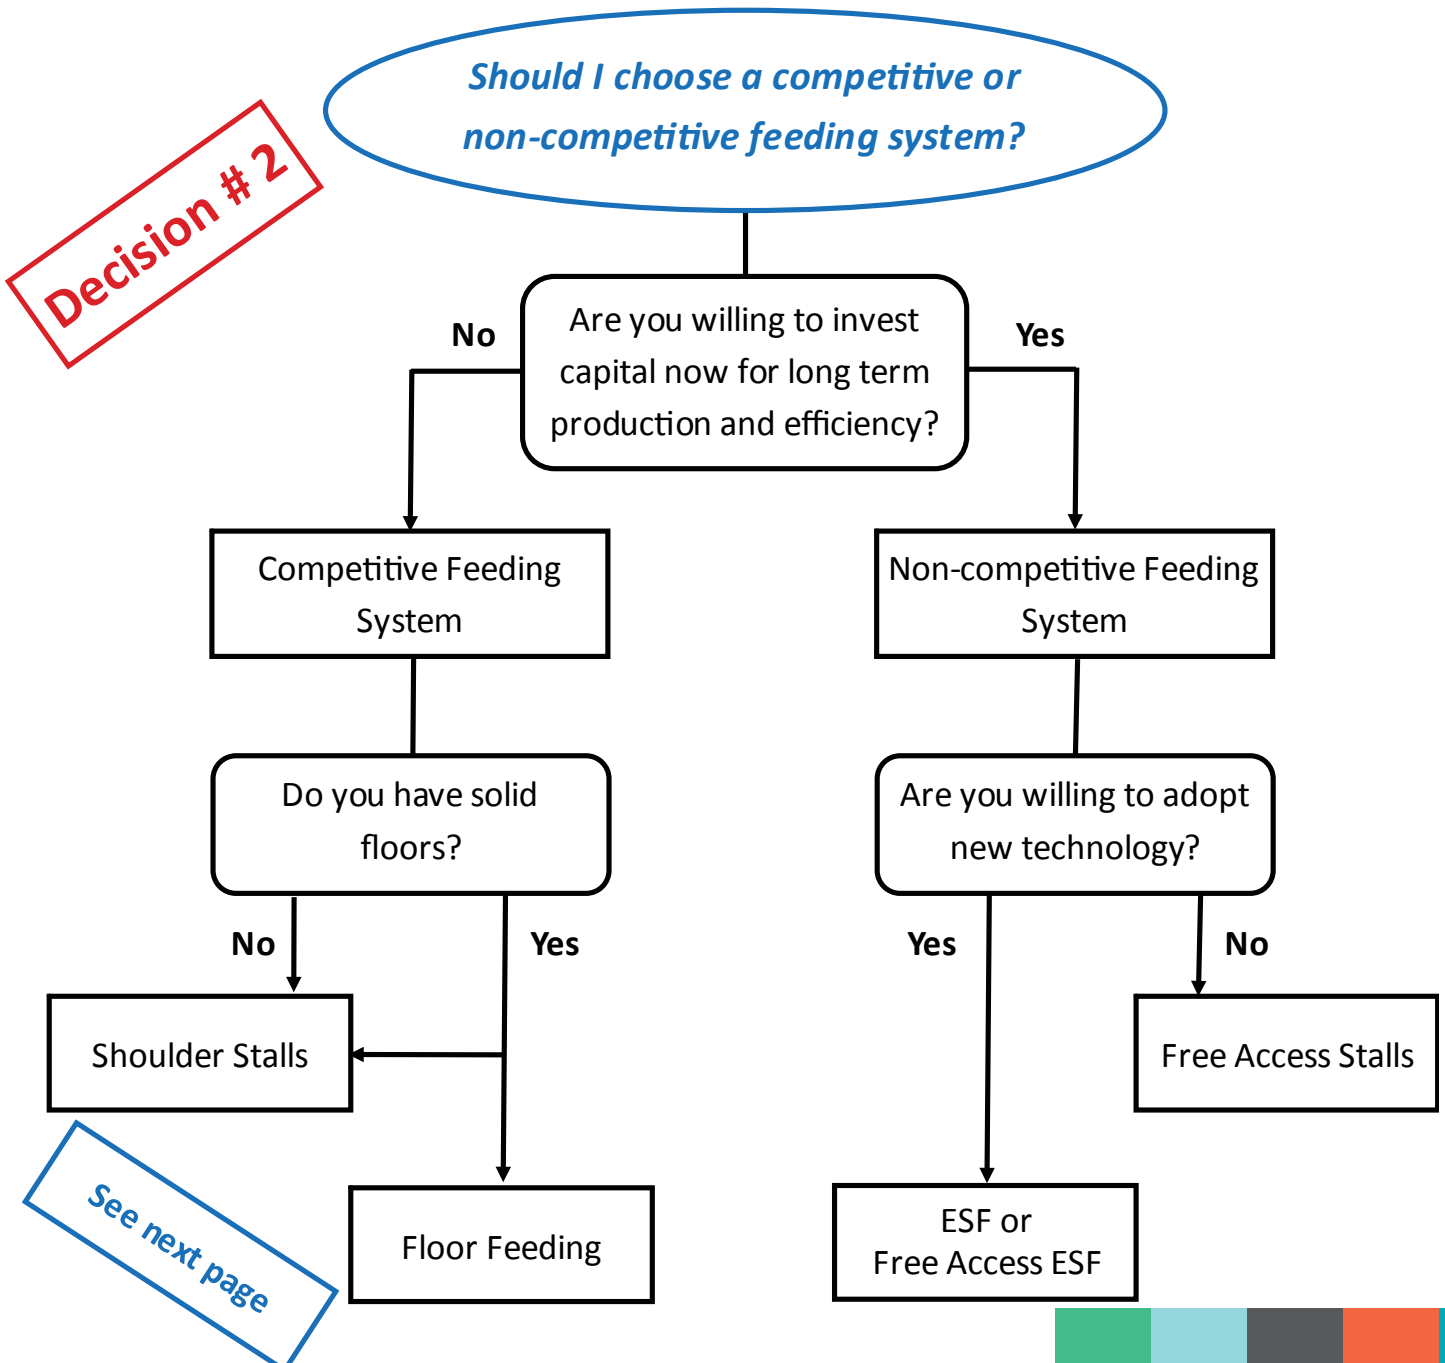 Should I choose a competitive or
non-competitive feeding system?
Decision # 2
Are you willing to invest
capital now for long term
production and efficiency?
No
Yes
Competitive Feeding
System
Non-competitive Feeding
System
Do you have solid
floors?
Are you willing to adopt
new technology?
No
Yes
Yes
No
Shoulder Stalls
Free Access Stalls
See next page
Floor Feeding
ESF or
Free Access ESF